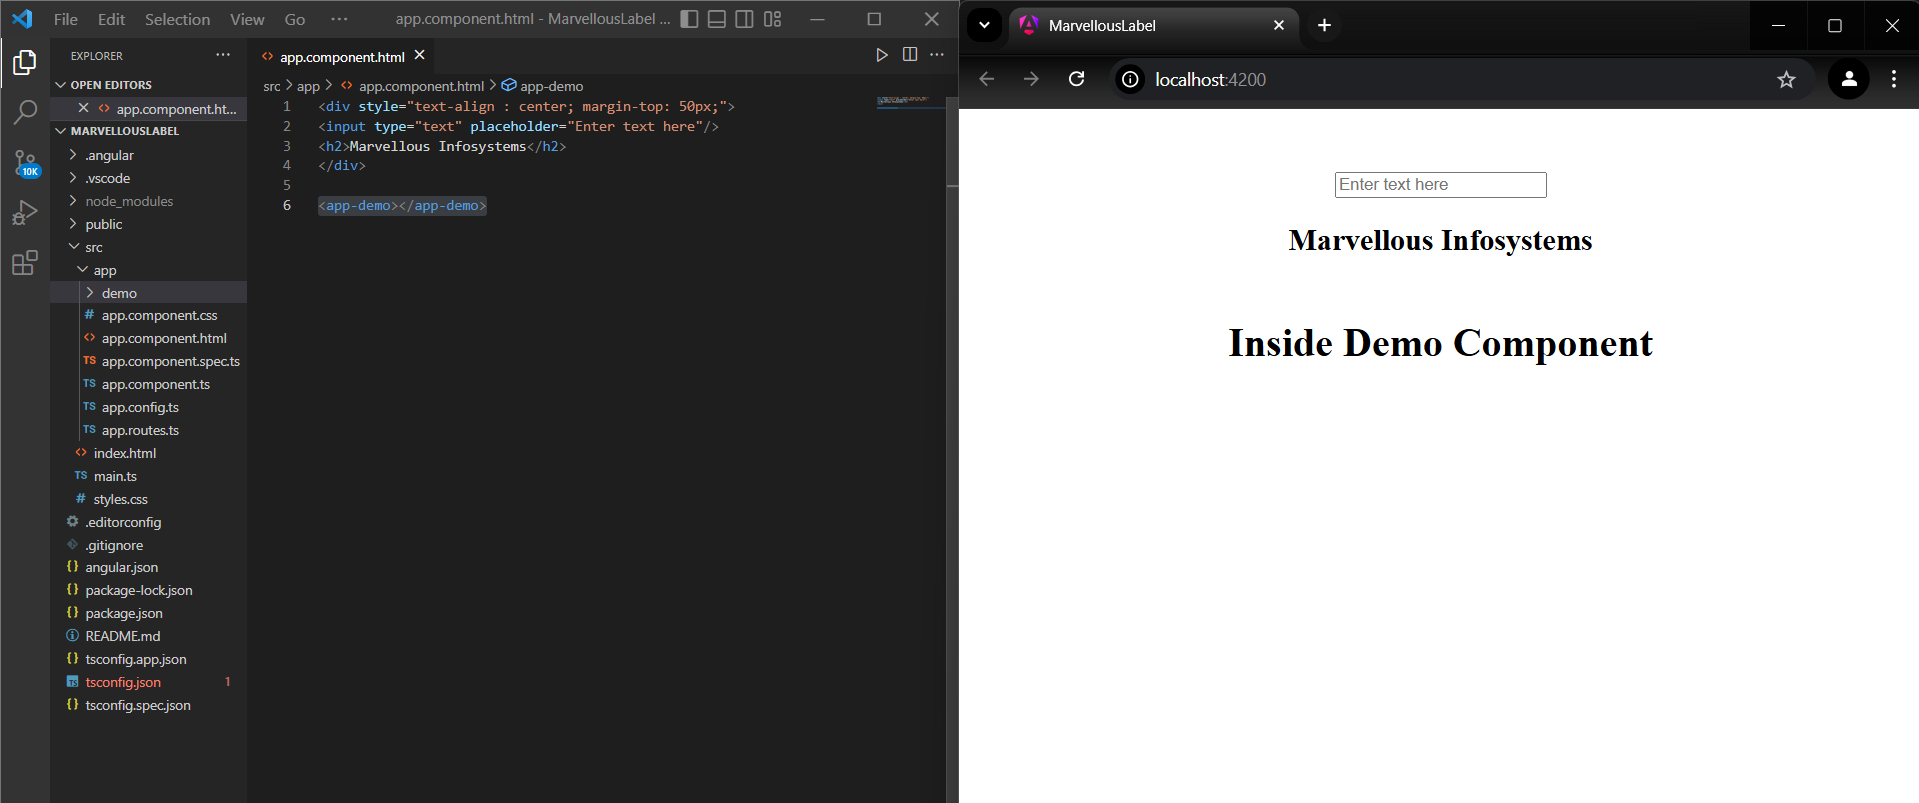 File Edit Selection View Go ··· app.component.html - MarvellousLabel ...
EXPLORER ···
OPEN EDITORS
app.component.ht...
MARVELLOUSLABEL
.angular
.vscode
node_modules
public
src
app
demo
app.component.css
app.component.html
app.component.spec.ts
app.component.ts
app.config.ts
app.routes.ts
index.html
main.ts
styles.css
.editorconfig
.gitignore
angular.json
package-lock.json
package.json
README.md
tsconfig.app.json
tsconfig.json 1
tsconfig.spec.json
10K
app.component.html
src > app > app.component.html > app-demo
1 <div style="text-align : center; margin-top: 50px;">
2 <input type="text" placeholder="Enter text here"/>
3 <h2>Marvellous Infosystems</h2>
4 </div>
5
6 <app-demo></app-demo>
MarvellousLabel
localhost:4200
Enter text here
Marvellous Infosystems
Inside Demo Component